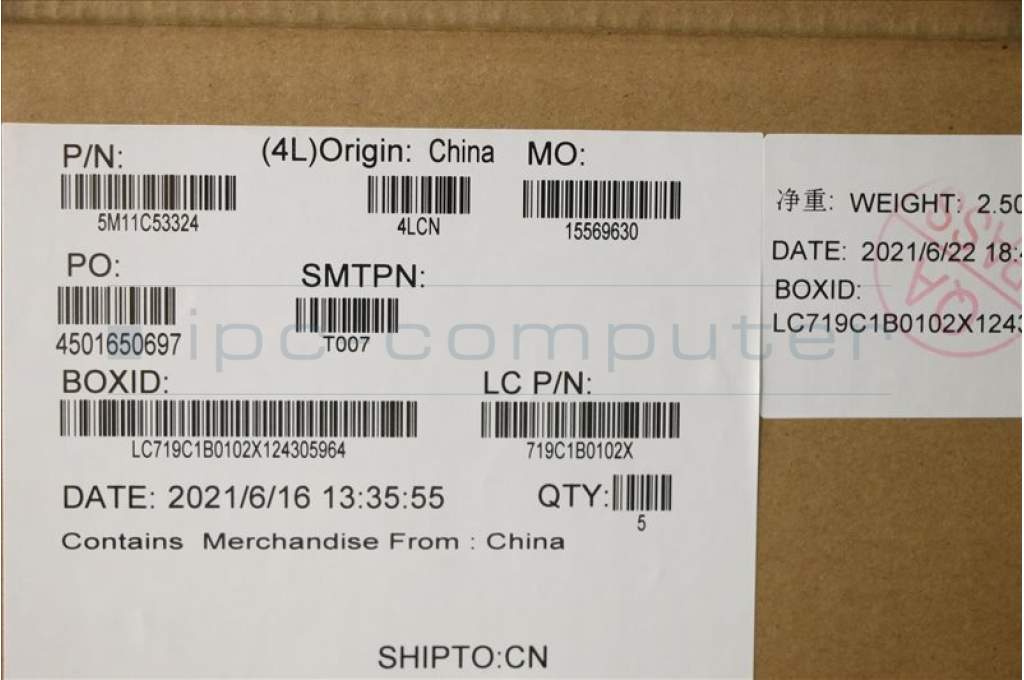 P/N:
5M11C53324
(4L)Origin: China
4LCN
MO:
15569630
PO:
4501650697
SMTPN:
T007
BOXID:
LC719C1B0102X124305964
LC P/N:
719C1B0102X
DATE: 2021/6/16 13:35:55
QTY:
5
Contains Merchandise From : China
SHIPTO:CN
净重: WEIGHT: 2.50
DATE: 2021/6/22 18:
BOXID:
LC719C1B0102X1243
QA
ipc computer